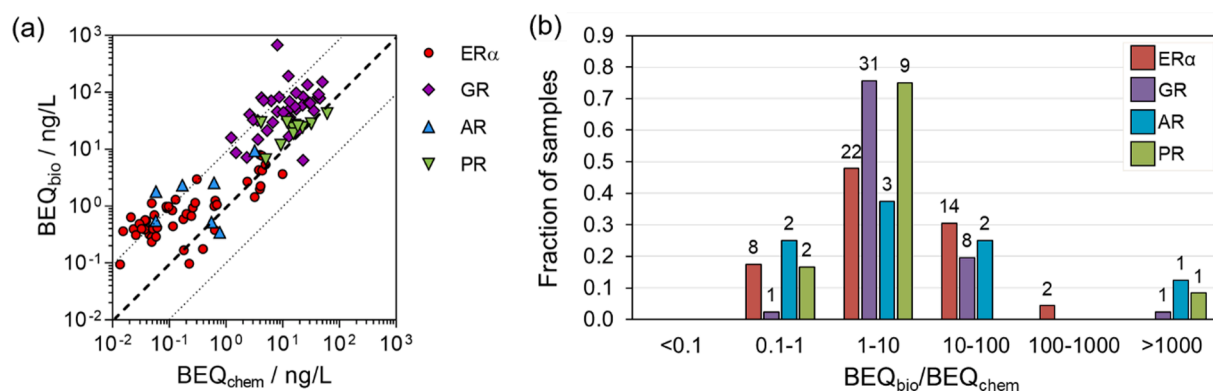 (a)
10³
10²
10¹
10⁰
10⁻¹
10⁻²
BEQbio / ng/L
10⁻² 10⁻¹ 10⁰ 10¹ 10² 10³
BEQchem / ng/L
ERα
GR
AR
PR
(b)
0.9
0.8
0.7
0.6
0.5
0.4
0.3
0.2
0.1
0.0
Fraction of samples
8 1 2 2
22 31 3 9
14 8 2
2
1 1 1
<0.1 0.1-1 1-10 10-100 100-1000 >1000
BEQbio/BEQchem
ERα
GR
AR
PR